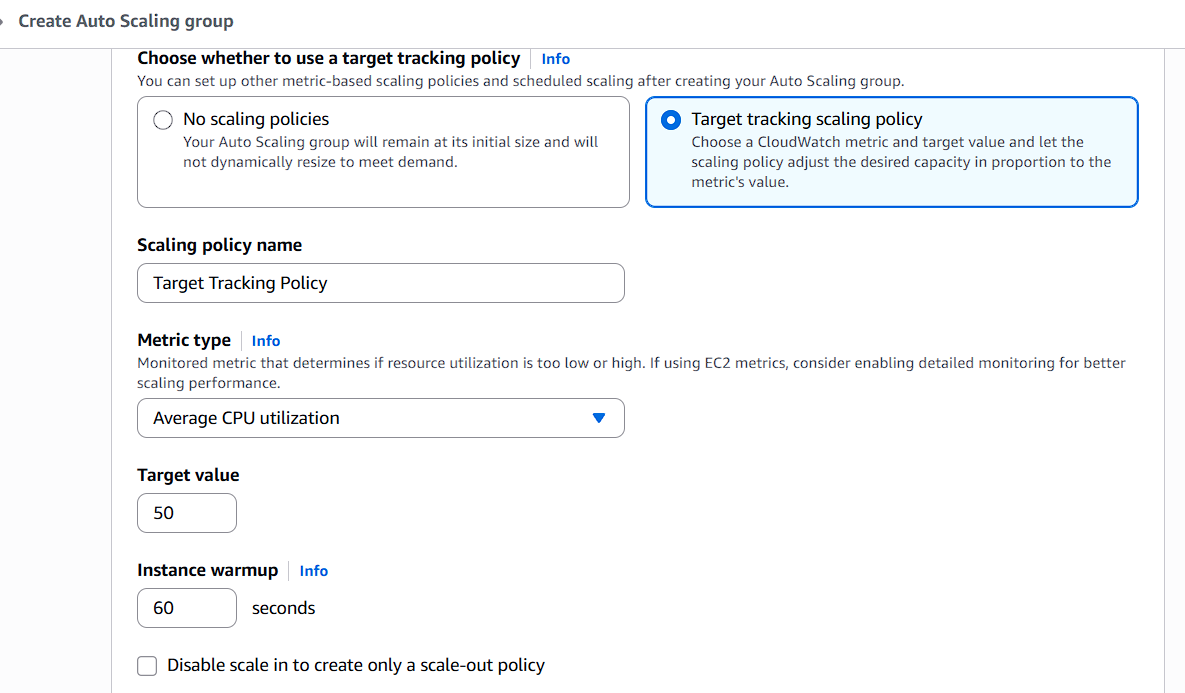 Create Auto Scaling group
Choose whether to use a target tracking policy Info
You can set up other metric-based scaling policies and scheduled scaling after creating your Auto Scaling group.
No scaling policies
Your Auto Scaling group will remain at its initial size and will
not dynamically resize to meet demand.
Target tracking scaling policy
Choose a CloudWatch metric and target value and let the
scaling policy adjust the desired capacity in proportion to the
metric's value.
Scaling policy name
Target Tracking Policy
Metric type Info
Monitored metric that determines if resource utilization is too low or high. If using EC2 metrics, consider enabling detailed monitoring for better
scaling performance.
Average CPU utilization
Target value
50
Instance warmup Info
60 seconds
Disable scale in to create only a scale-out policy